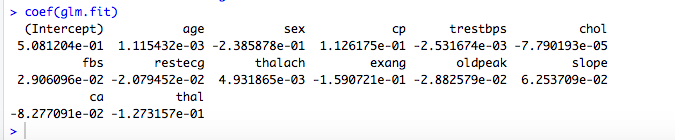 > coef(glm.fit)
(Intercept) age sex cp trestbps chol
5.081204e-01 1.115432e-03 -2.385878e-01 1.126175e-01 -2.531674e-03 -7.790193e-05
fbs restecg thalach exang oldpeak slope
2.906096e-02 -2.079452e-02 4.931865e-03 -1.590721e-01 -2.882579e-02 6.253709e-02
ca thal
-8.277091e-02 -1.273157e-01
>